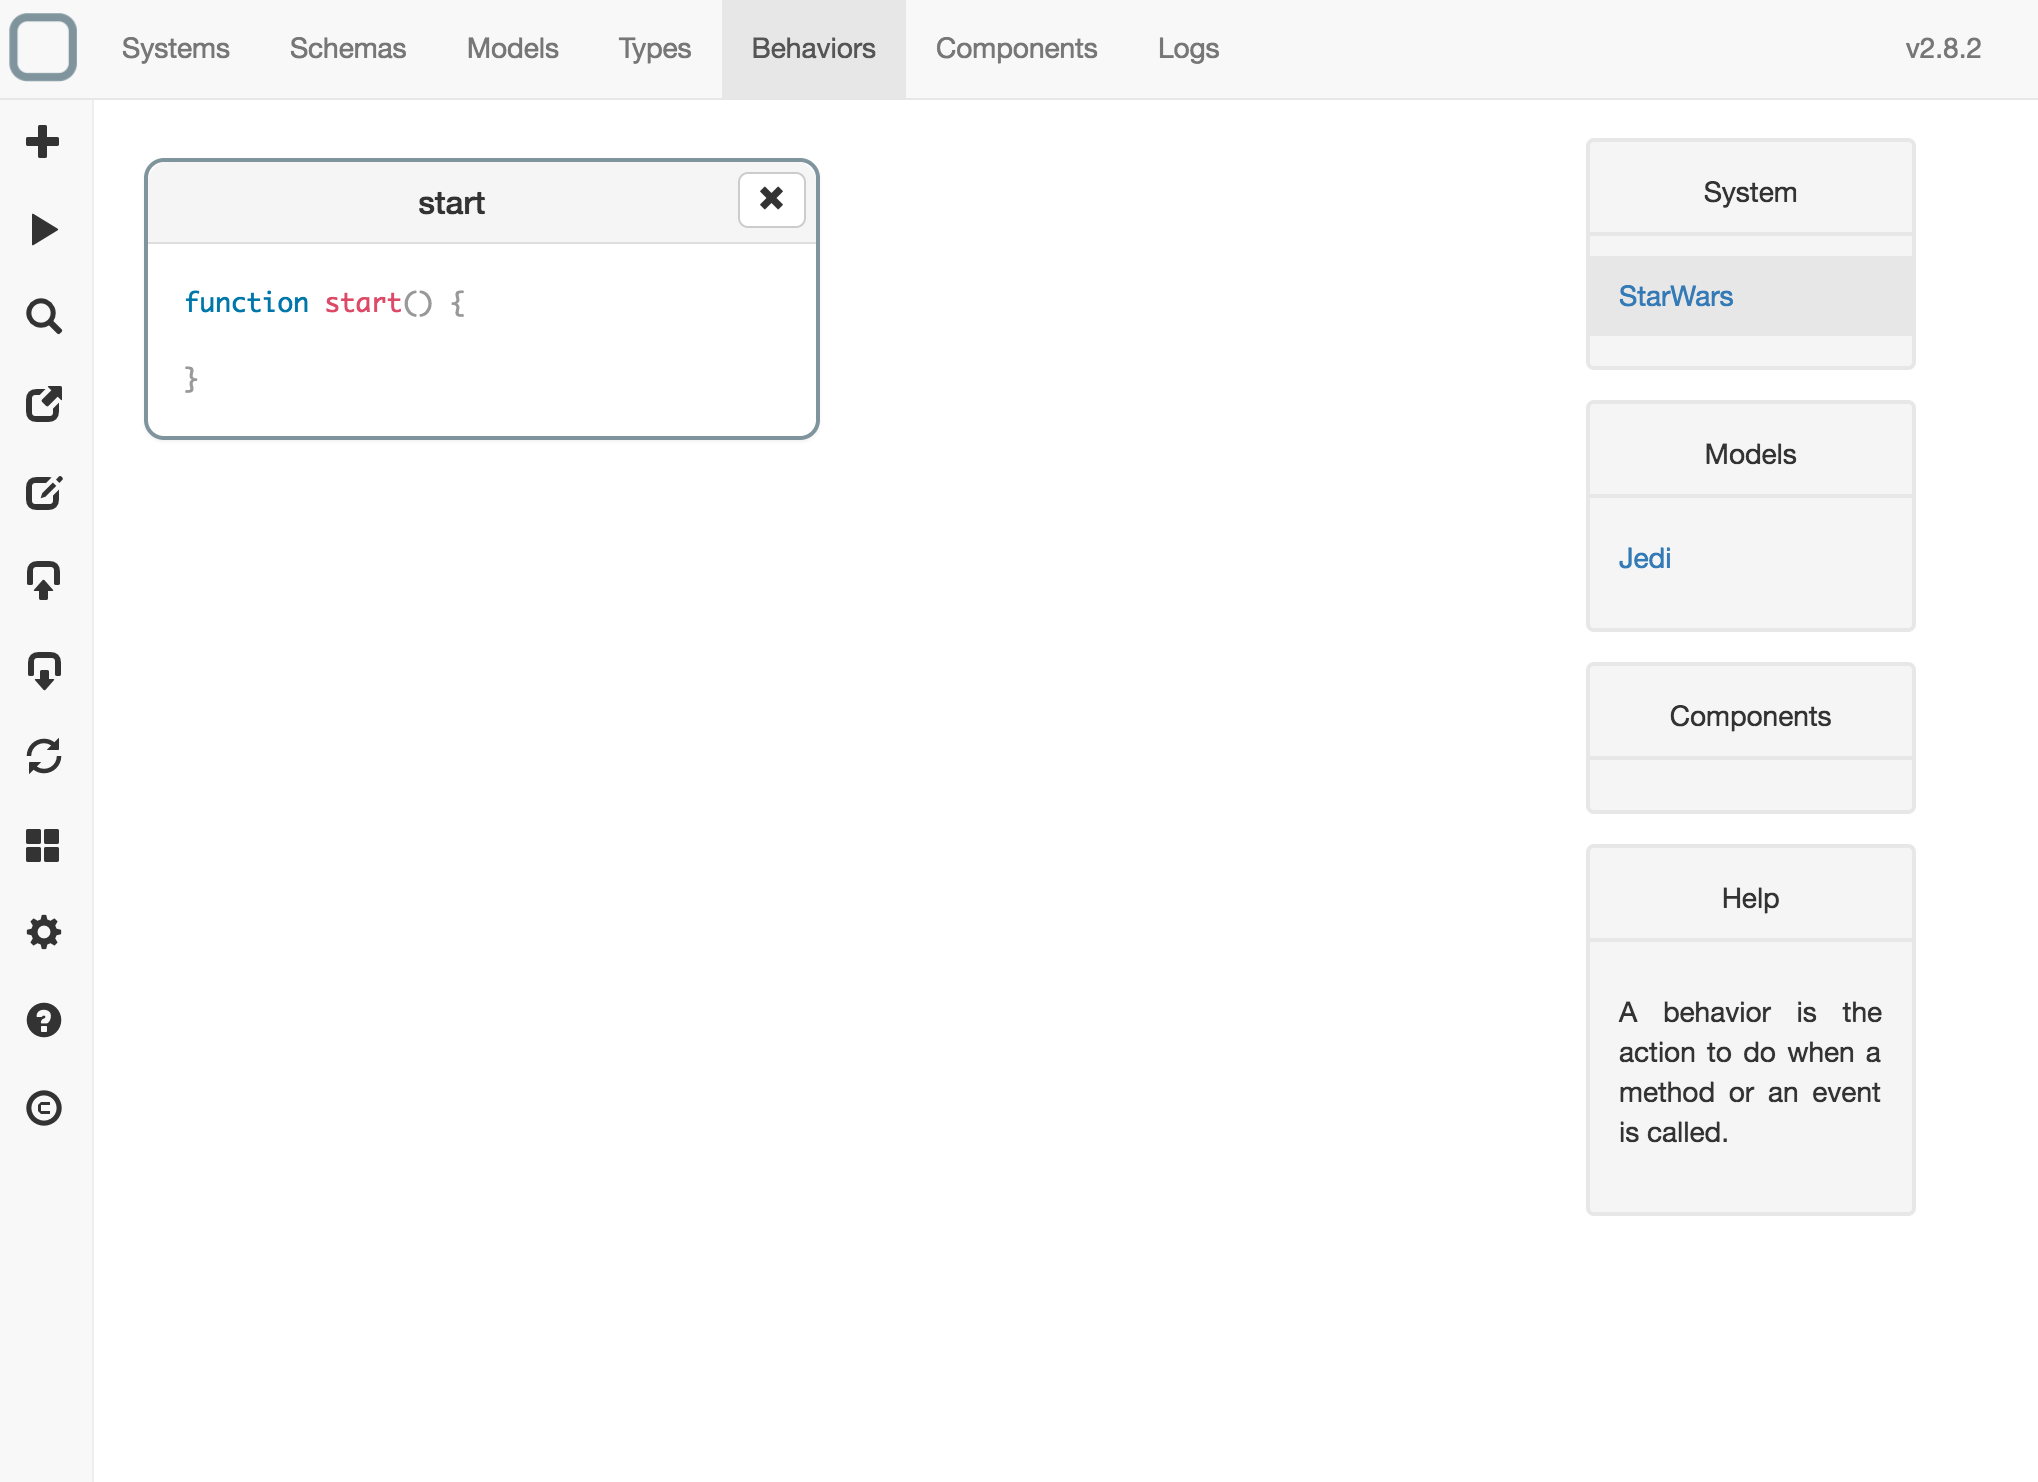 Systems Schemas Models Types Behaviors Components Logs v2.8.2
start
function start() {
}
System
StarWars
Models
Jedi
Components
Help
A behavior is the
action to do when a
method or an event
is called.